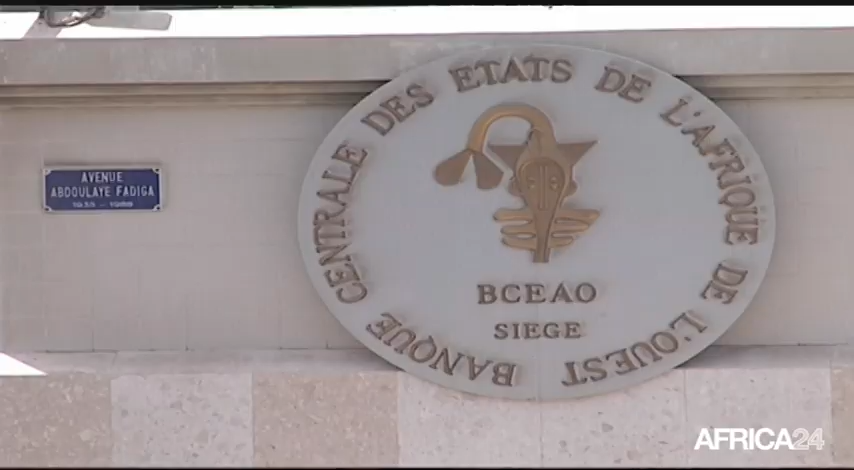 AVENUE
ABDOULAYE FADIGA
BANQUE CENTRALE DES ETATS DE L'AFRIQUE DE L'OUEST
BCEAO
SIEGE
AFRICA24